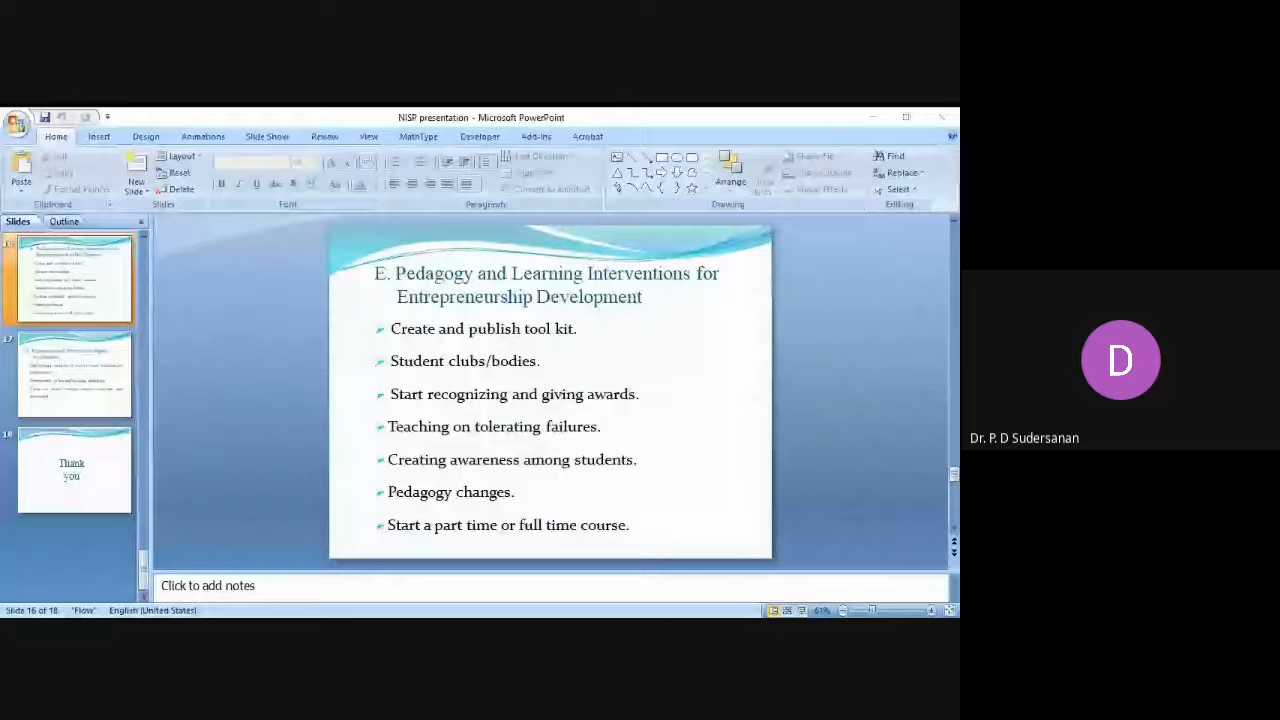 NISP presentation - Microsoft PowerPoint
Home Insert Design Animations Slide Show Review View MathType Developer Add-Ins Acrobat
Paste
New Slide
Layout
Reset
Delete
Arrange
Find
Replace
Select
Clipboard Slides Font Paragraph Drawing Editing
Slides Outline
E. Pedagogy and Learning Interventions for
Entrepreneurship Development
Create and publish tool kit.
Student clubs/bodies.
Start recognizing and giving awards.
Teaching on tolerating failures.
Creating awareness among students.
Pedagogy changes.
Start a part time or full time course.
17
18
Thank
you
Click to add notes
Slide 16 of 18 "Flow" English (United States) 61%
D
Dr. P. D Sudersanan